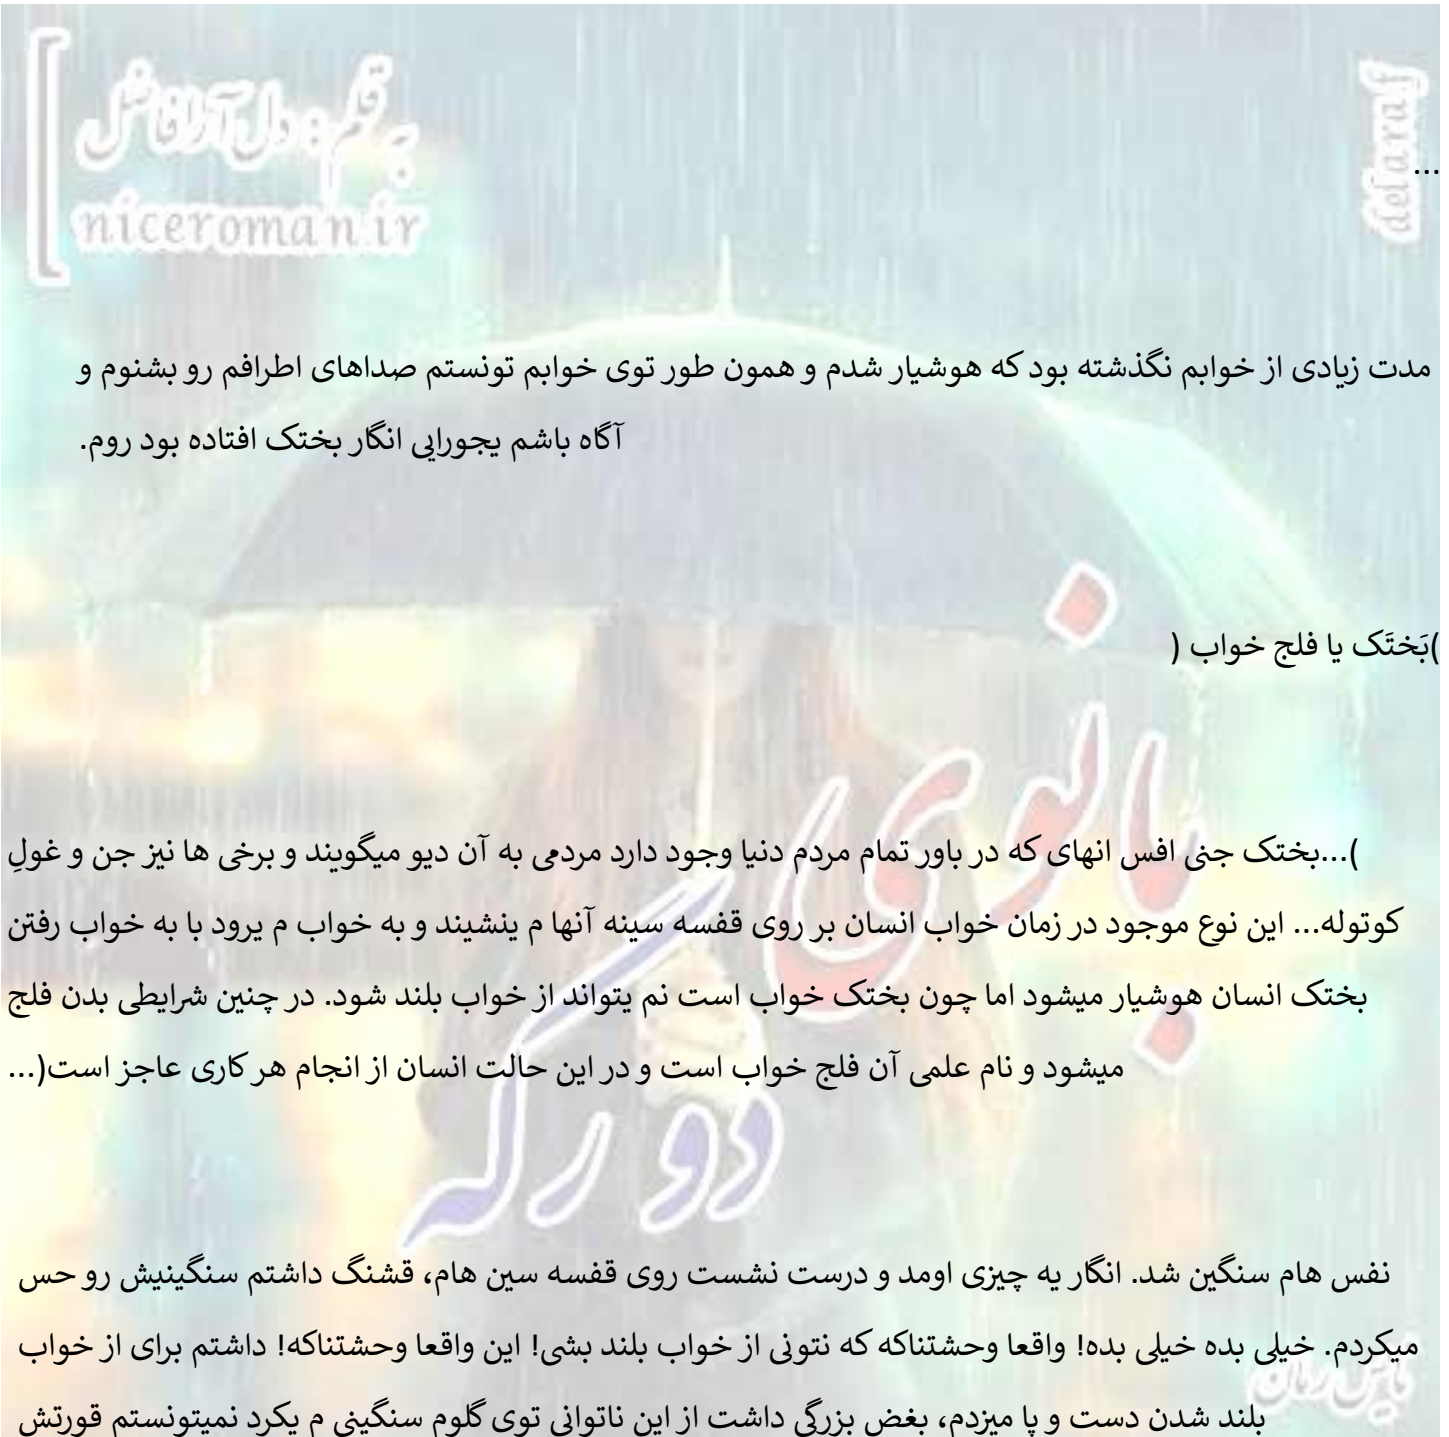 به قلم: دل آرا فاضل
niceroman.ir
delaraf
...
مدت زیادی از خوابم نگذشته بود که هوشیار شدم و همون طور توی خوابم تونستم صداهای اطرافم رو بشنوم و
آگاه باشم یجورایی انگار بختک افتاده بود روم.
)بَختَک یا فلج خواب (
)...بختک جنی افس انهای که در باور تمام مردم دنیا وجود دارد مردمی به آن دیو میگویند و برخی ها نیز جن و غولِ
کوتوله... این نوع موجود در زمان خواب انسان بر روی قفسه سینه آنها م ینشیند و به خواب م یرود با به خواب رفتن
بختک انسان هوشیار میشود اما چون بختک خواب است نم یتواند از خواب بلند شود. در چنین شرایطی بدن فلج
میشود و نام علمی آن فلج خواب است و در این حالت انسان از انجام هر کاری عاجز است(...
بانوی
دو رگه
نفس هام سنگین شد. انگار یه چیزی اومد و درست نشست روی قفسه سین هام، قشنگ داشتم سنگینیش رو حس
میکردم. خیلی بده خیلی بده! واقعا وحشتناکه که نتونی از خواب بلند بشی! این واقعا وحشتناکه! داشتم برای از خواب
بلند شدن دست و پا میزدم، بغض بزرگی داشت از این ناتوانی توی گلوم سنگینی م یکرد نمیتونستم قورتش
نایس رمان